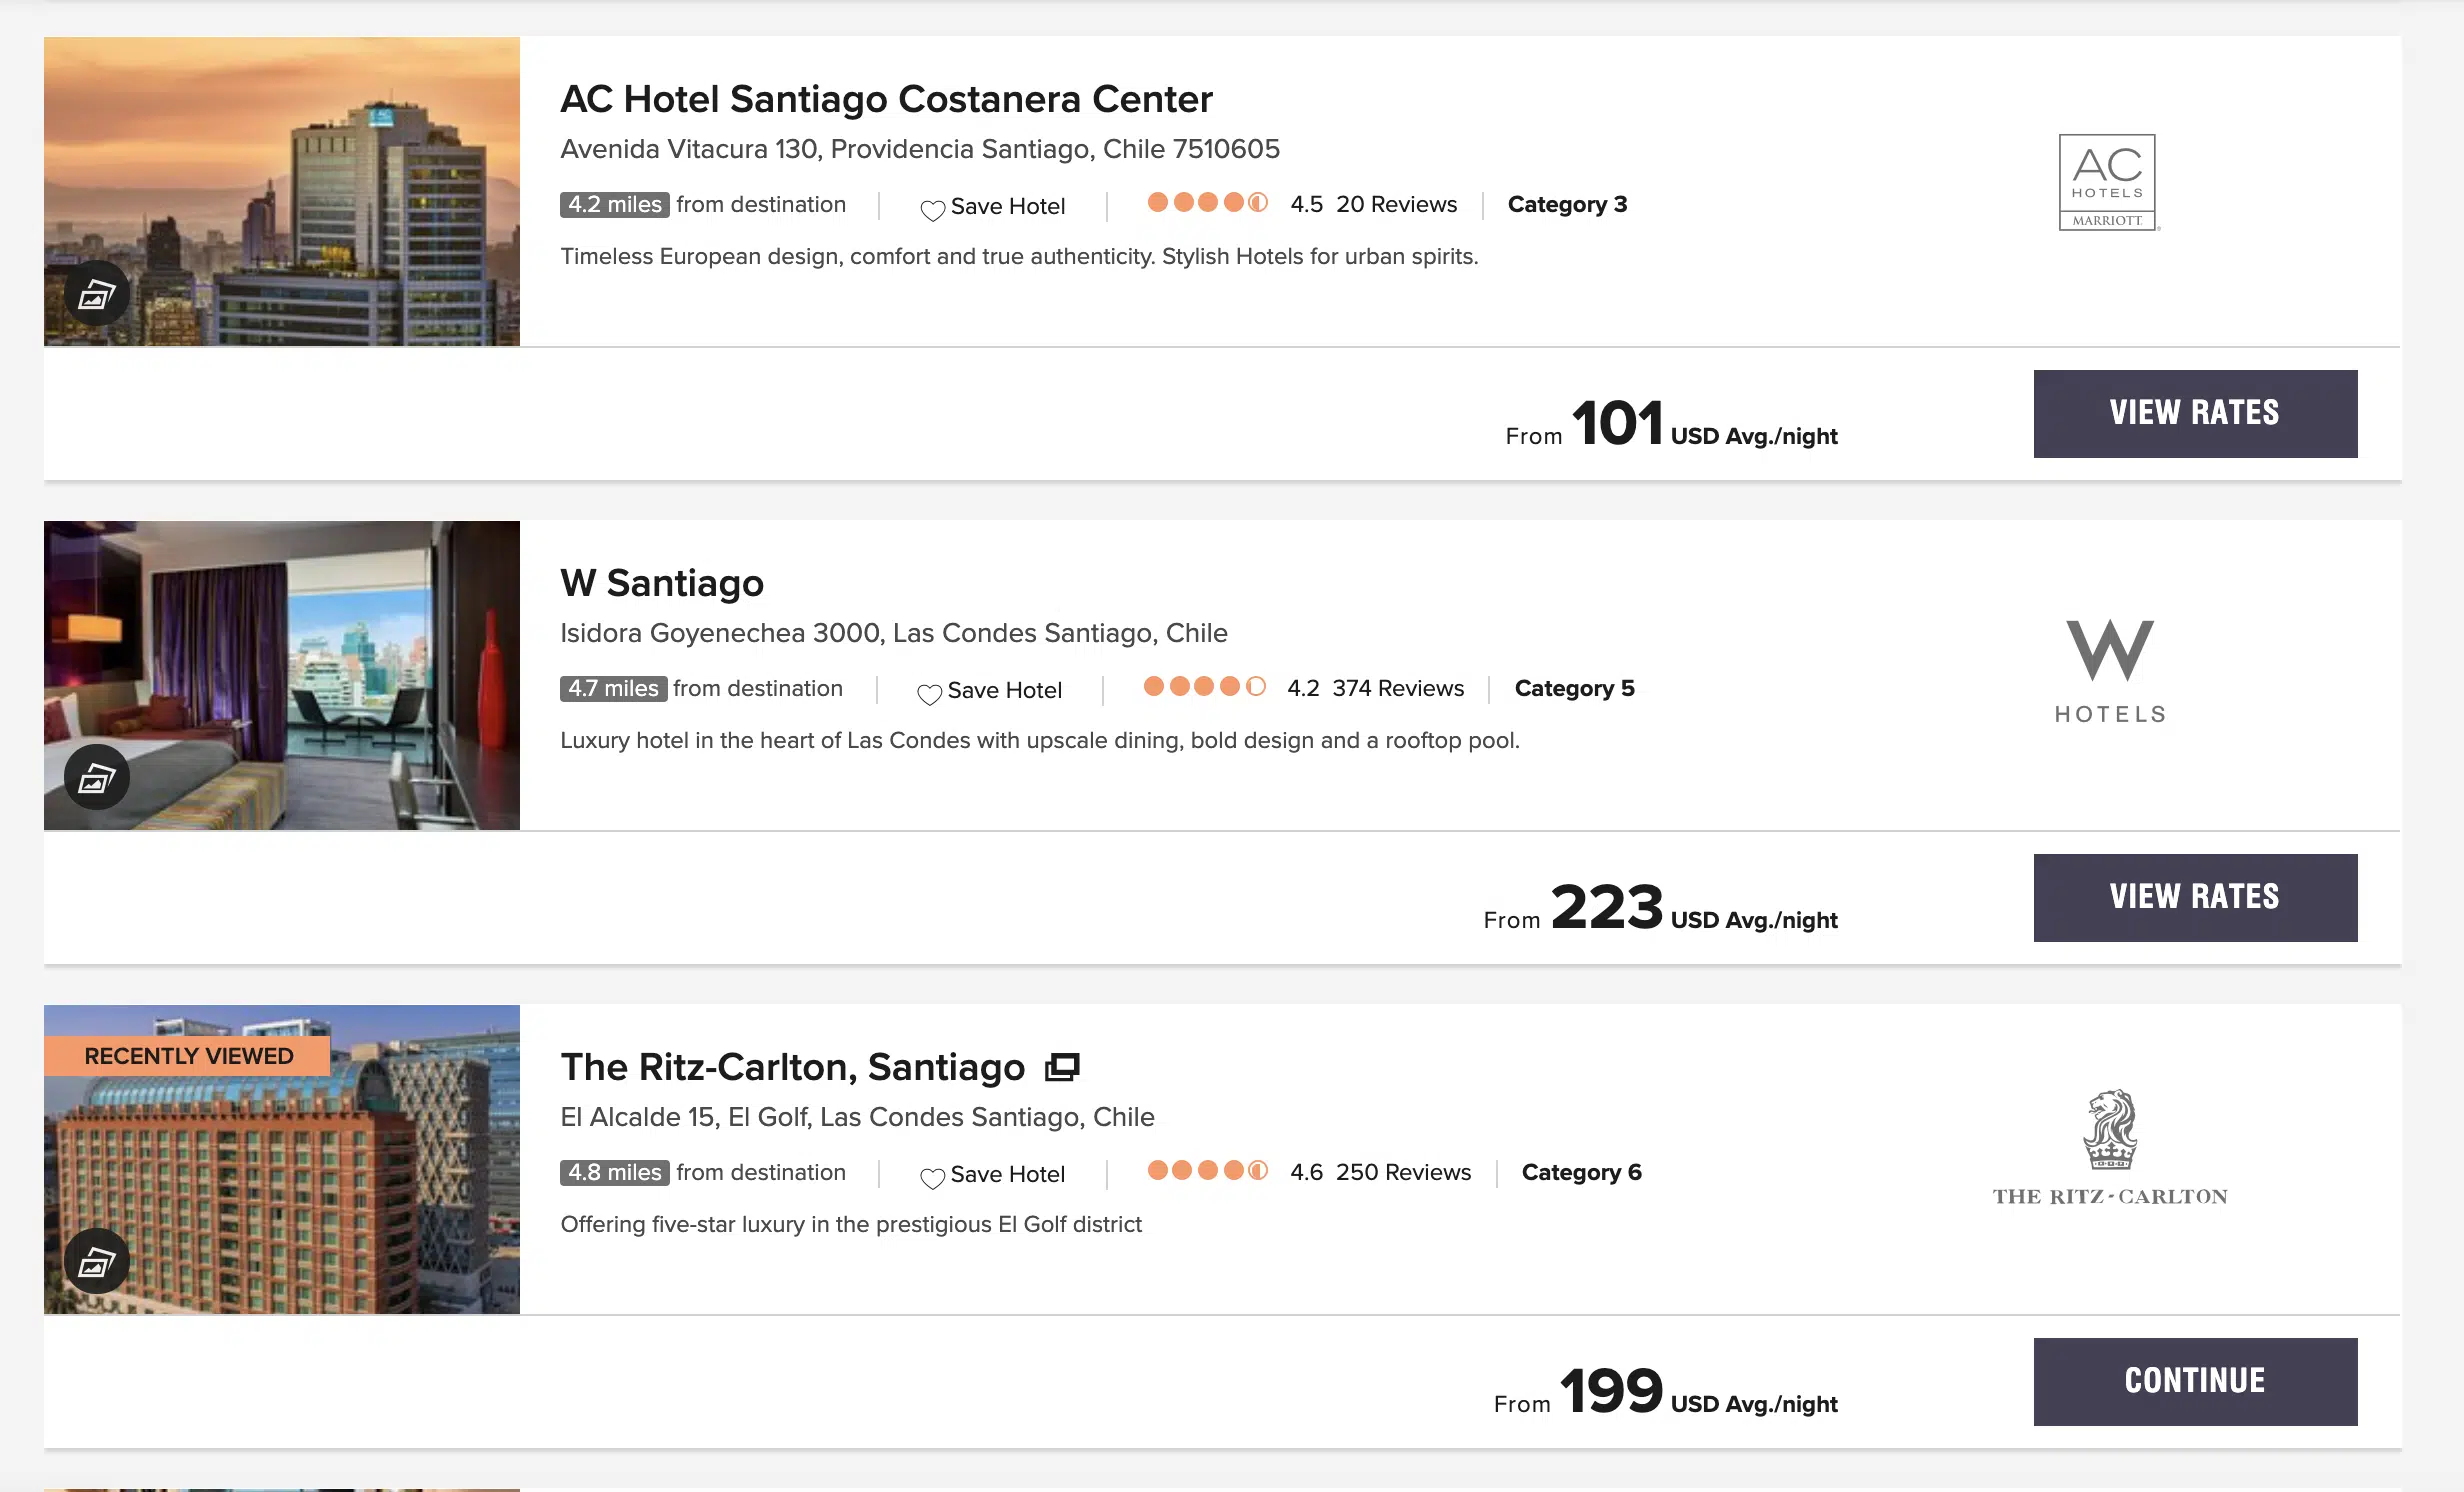 AC Hotel Santiago Costanera Center
Avenida Vitacura 130, Providencia Santiago, Chile 7510605
4.2 miles from destination Save Hotel 4.5 20 Reviews Category 3
Timeless European design, comfort and true authenticity. Stylish Hotels for urban spirits.
AC
HOTELS
MARRIOTT
From 101 USD Avg./night
VIEW RATES
W Santiago
Isidora Goyenechea 3000, Las Condes Santiago, Chile
4.7 miles from destination Save Hotel 4.2 374 Reviews Category 5
Luxury hotel in the heart of Las Condes with upscale dining, bold design and a rooftop pool.
W
HOTELS
From 223 USD Avg./night
VIEW RATES
RECENTLY VIEWED
The Ritz-Carlton, Santiago
El Alcalde 15, El Golf, Las Condes Santiago, Chile
4.8 miles from destination Save Hotel 4.6 250 Reviews Category 6
Offering five-star luxury in the prestigious El Golf district
THE RITZ-CARLTON
From 199 USD Avg./night
CONTINUE